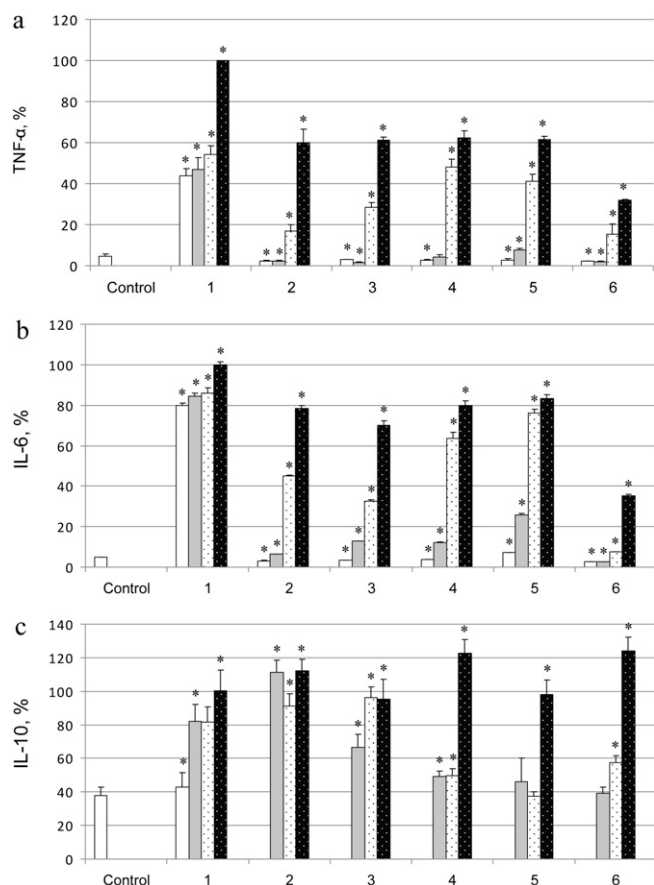 a
120
100
80
60
40
20
0
TNF-α, %
* * * * * * * * * * * * * * * * * * * * * * *
Control 1 2 3 4 5 6
b
120
100
80
60
40
20
0
IL-6, %
* * * * * * * * * * * * * * * * * * * * * * * *
Control 1 2 3 4 5 6
c
140
120
100
80
60
40
20
0
IL-10, %
* * * * * * * * * * * * * * *
Control 1 2 3 4 5 6